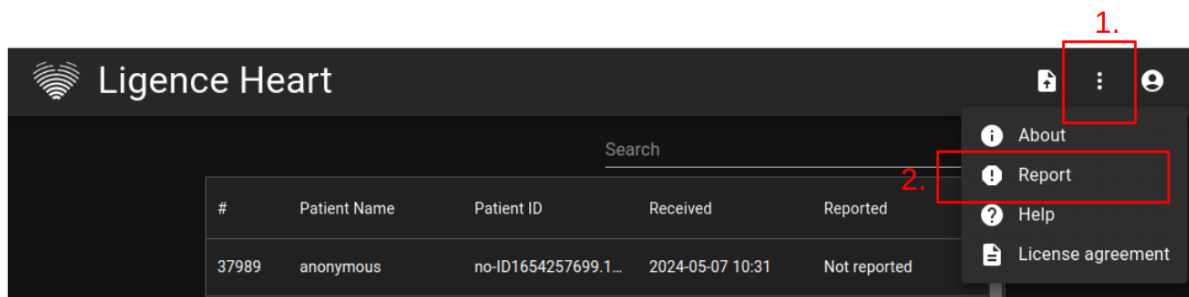 1.
Ligence Heart
About
Search
2.
Report
# Patient Name Patient ID Received Reported
Help
37989 anonymous no-ID1654257699.1... 2024-05-07 10:31 Not reported
License agreement